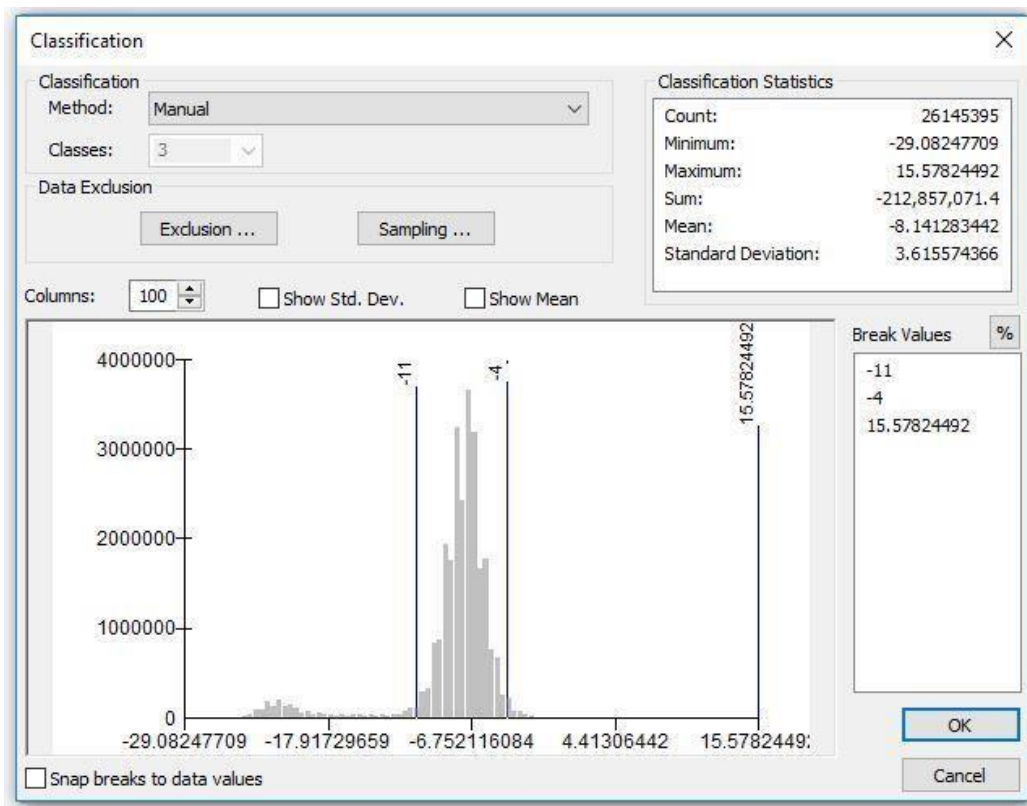 Classification
Classification
Method: Manual
Classes: 3
Data Exclusion
Exclusion ...
Sampling ...
Classification Statistics
Count: 26145395
Minimum: -29.08247709
Maximum: 15.57824492
Sum: -212,857,071.4
Mean: -8.141283442
Standard Deviation: 3.615574366
Columns: 100 Show Std. Dev. Show Mean
Break Values %
-11
-4
15.57824492
4000000
3000000
2000000
1000000
0
-11
-4
15.57824492
-29.08247709 -17.91729659 -6.752116084 4.41306442 15.57824492
OK
Cancel
Snap breaks to data values